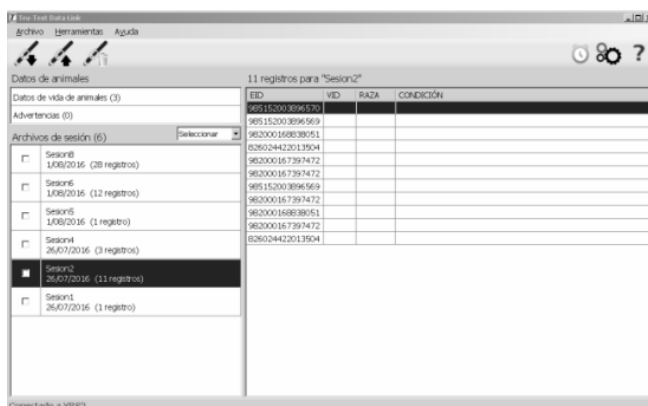 Tru-Test Data Link
Archivo Herramientas Ayuda
?
Datos de animales
Datos de vida de animales (3)
Advertencias (0)
Archivos de sesión (6) Seleccionar
Sesion8
1/08/2016 (28 registros)
Sesion6
1/08/2016 (12 registros)
Sesion5
1/08/2016 (1 registro)
Sesion4
26/07/2016 (3 registros)
Sesion2
26/07/2016 (11 registros)
Sesion1
26/07/2016 (1 registro)
11 registros para "Sesion2"
EID VID RAZA CONDICIÓN
985152003896570
985152003896569
982000168838051
826024422013504
982000167397472
982000167397472
985152003896569
982000167397472
982000168838051
982000167397472
826024422013504
Conectado a XRS2